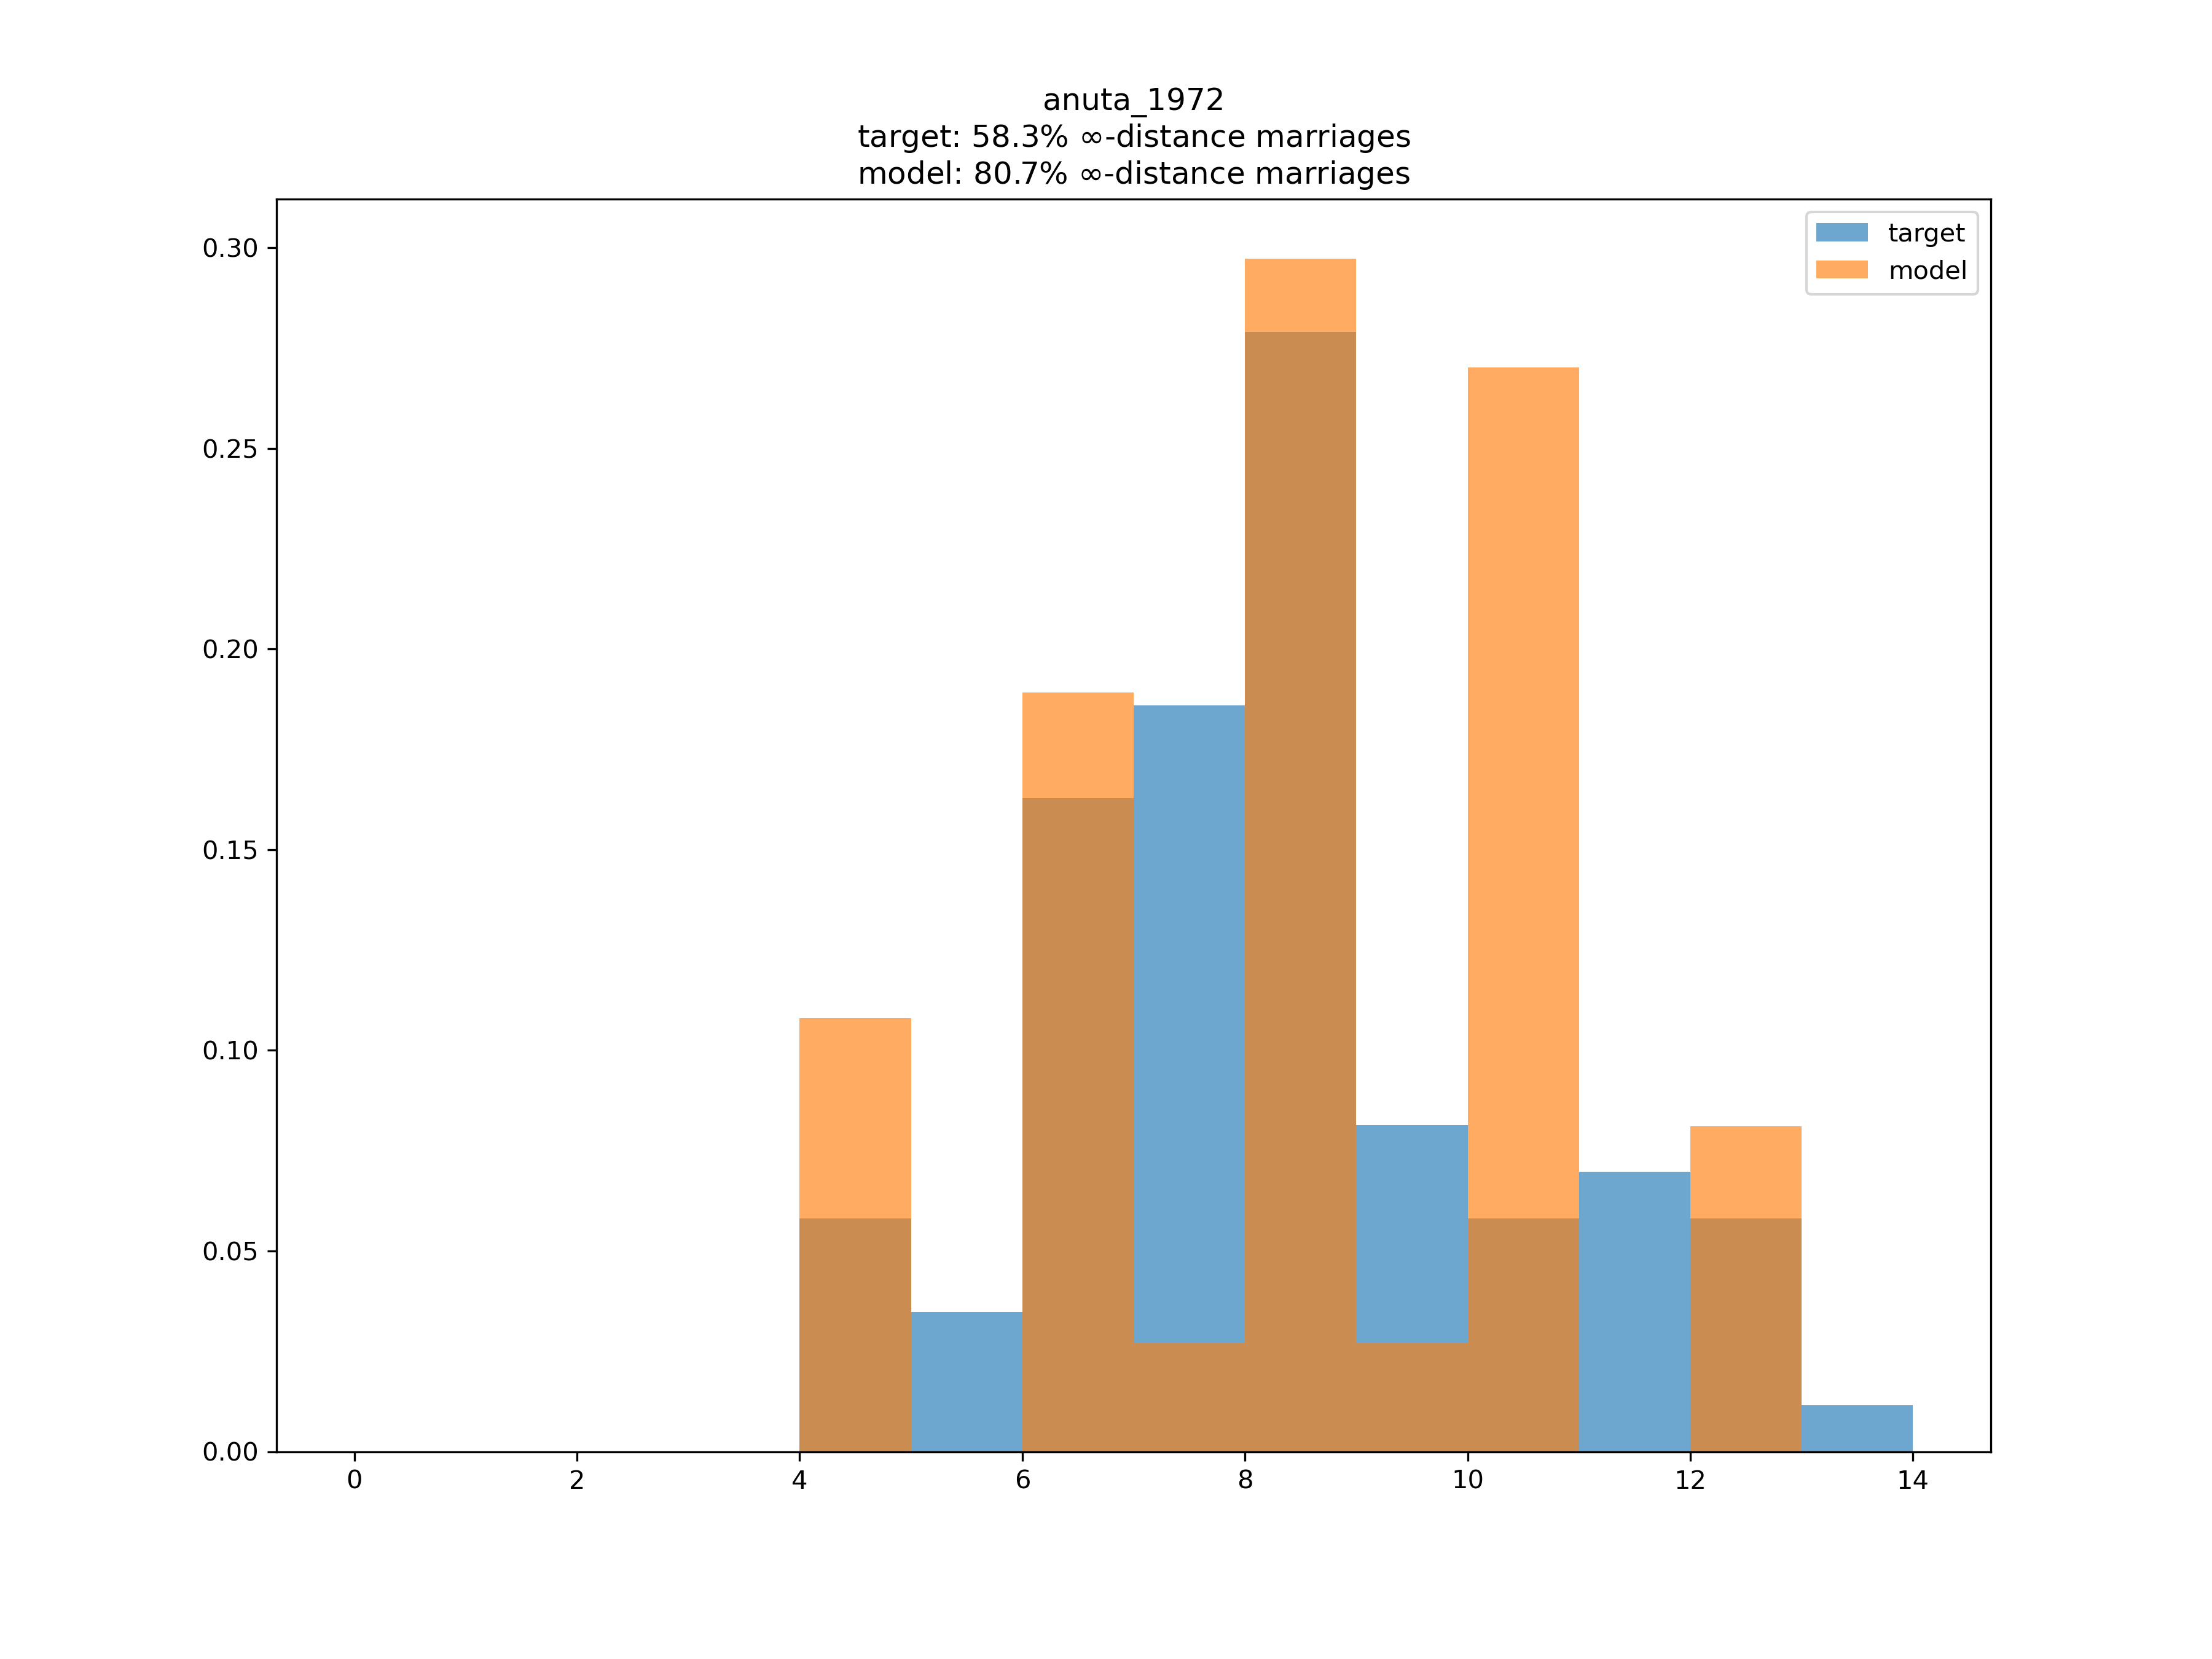 anuta_1972
target: 58.3% ∞-distance marriages
model: 80.7% ∞-distance marriages
target
model
0.30
0.25
0.20
0.15
0.10
0.05
0.00
0 2 4 6 8 10 12 14